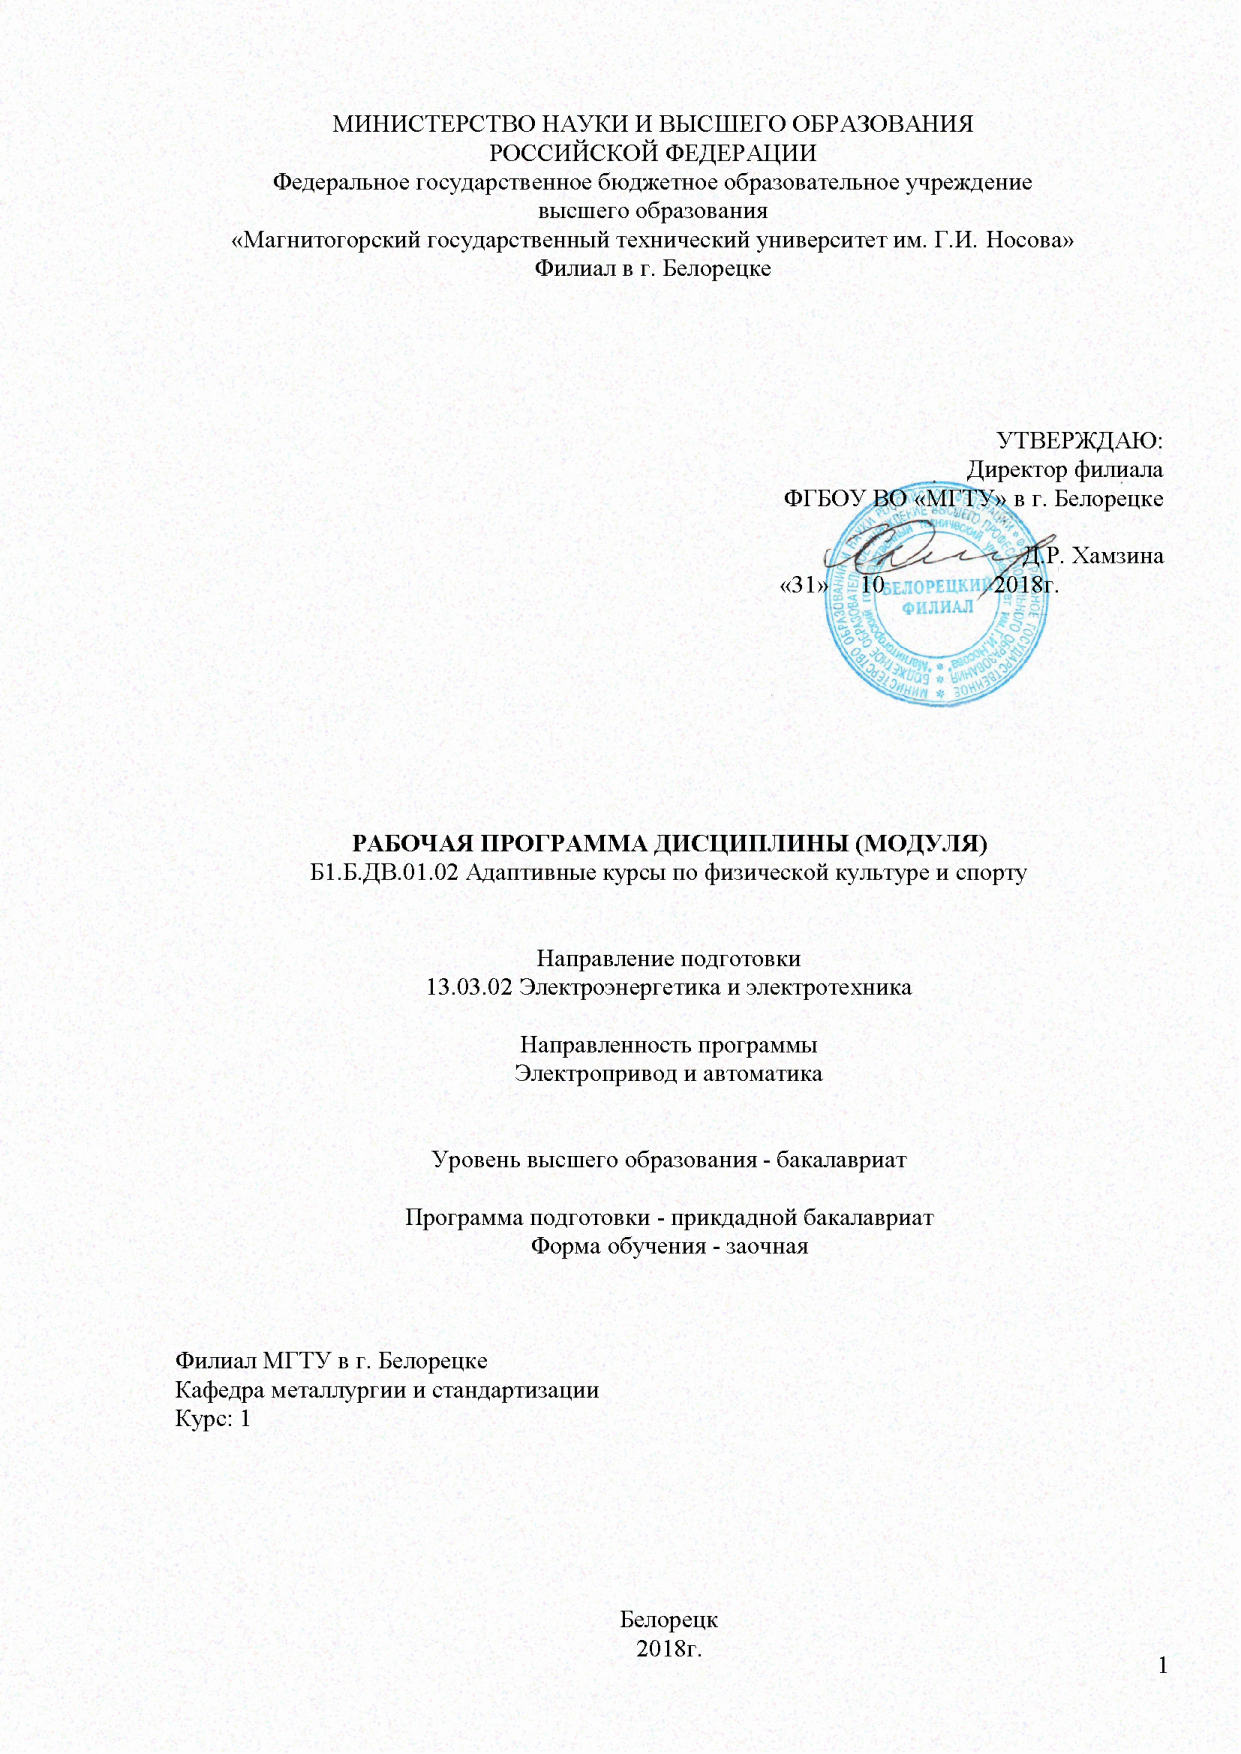 МИНИСТЕРСТВО НАУКИ И ВЫСШЕГО ОБРАЗОВАНИЯ
РОССИЙСКОЙ ФЕДЕРАЦИИ
Федеральное государственное бюджетное образовательное учреждение
высшего образования
«Магнитогорский государственный технический университет им. Г.И. Носова»
Филиал в г. Белорецке
УТВЕРЖДАЮ:
Директор филиала
ФГБОУ ВО «МГТУ» в г. Белорецке
Д.Р. Хамзина
«31» 10 2018г.
БЕЛОРЕЦКИЙ
ФИЛИАЛ
РАБОЧАЯ ПРОГРАММА ДИСЦИПЛИНЫ (МОДУЛЯ)
Б1.Б.ДВ.01.02 Адаптивные курсы по физической культуре и спорту
Направление подготовки
13.03.02 Электроэнергетика и электротехника
Направленность программы
Электропривод и автоматика
Уровень высшего образования - бакалавриат
Программа подготовки - прикдадной бакалавриат
Форма обучения - заочная
Филиал МГТУ в г. Белорецке
Кафедра металлургии и стандартизации
Курс: 1
Белорецк
2018г.
1